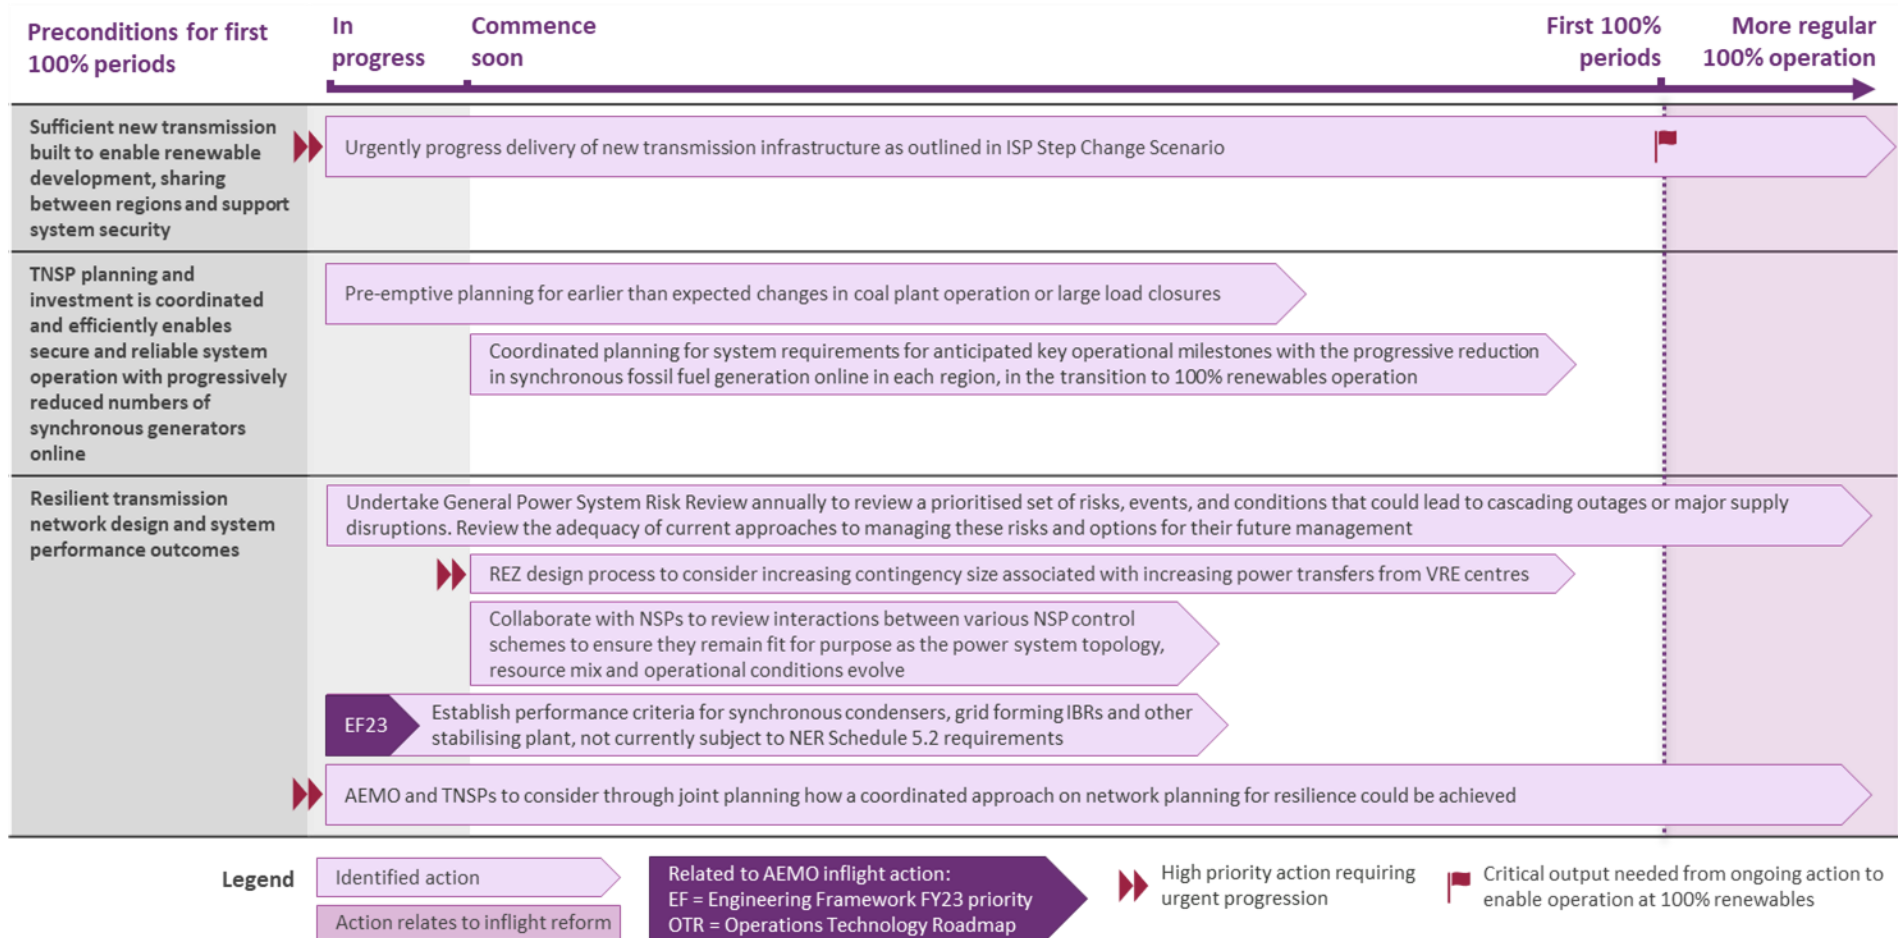 Preconditions for first
100% periods
In
progress
Commence
soon
First 100%
periods
More regular
100% operation
Sufficient new transmission
built to enable renewable
development, sharing
between regions and support
system security
Urgently progress delivery of new transmission infrastructure as outlined in ISP Step Change Scenario
TNSP planning and
investment is coordinated
and efficiently enables
secure and reliable system
operation with progressively
reduced numbers of
synchronous generators
online
Pre-emptive planning for earlier than expected changes in coal plant operation or large load closures
Coordinated planning for system requirements for anticipated key operational milestones with the progressive reduction
in synchronous fossil fuel generation online in each region, in the transition to 100% renewables operation
Resilient transmission
network design and system
performance outcomes
Undertake General Power System Risk Review annually to review a prioritised set of risks, events, and conditions that could lead to cascading outages or major supply
disruptions. Review the adequacy of current approaches to managing these risks and options for their future management
REZ design process to consider increasing contingency size associated with increasing power transfers from VRE centres
Collaborate with NSPs to review interactions between various NSP control
schemes to ensure they remain fit for purpose as the power system topology,
resource mix and operational conditions evolve
EF23
Establish performance criteria for synchronous condensers, grid forming IBRs and other
stabilising plant, not currently subject to NER Schedule 5.2 requirements
AEMO and TNSPs to consider through joint planning how a coordinated approach on network planning for resilience could be achieved
Legend
Identified action
Action relates to inflight reform
Related to AEMO inflight action:
EF = Engineering Framework FY23 priority
OTR = Operations Technology Roadmap
High priority action requiring
urgent progression
Critical output needed from ongoing action to
enable operation at 100% renewables